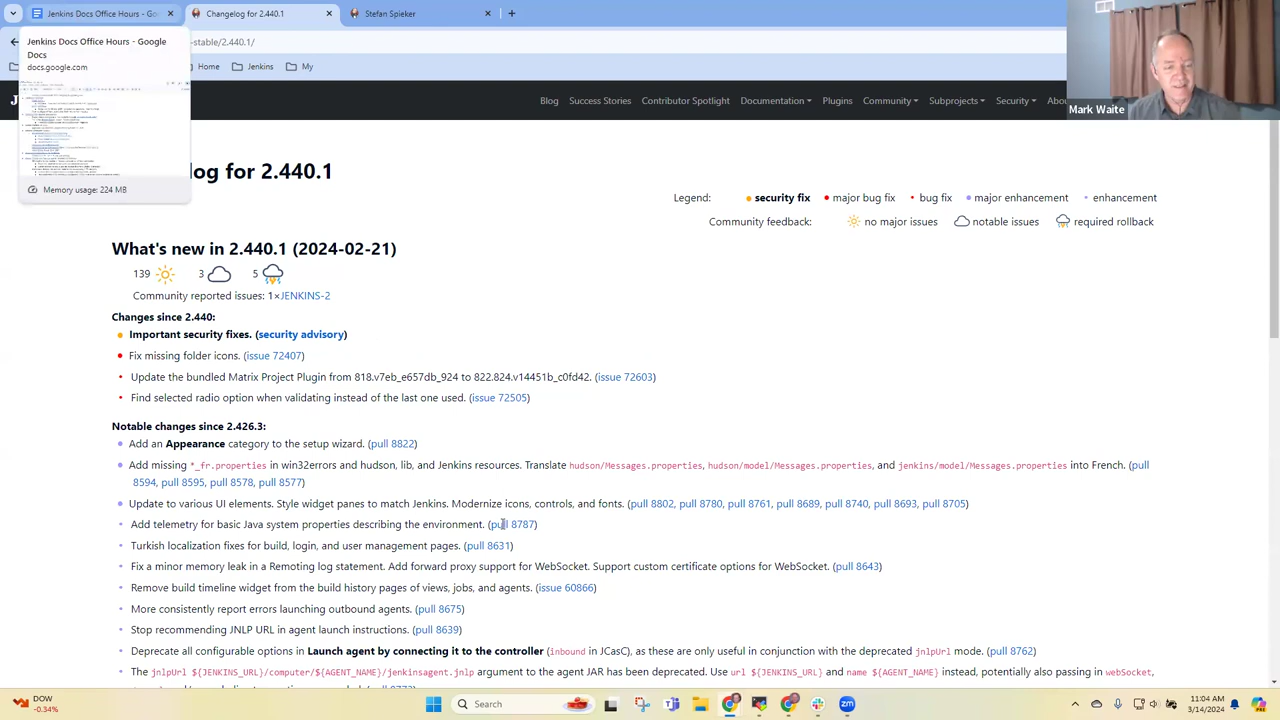 Jenkins Docs Office Hours - Go
Changelog for 2.440.1
Stefan Spieker
Jenkins Docs Office Hours - Google
Docs
docs.google.com
Memory usage: 224 MB
-stable/2.440.1/
Home
Jenkins
My
Security
Mark Waite
log for 2.440.1
Legend: security fix major bug fix bug fix major enhancement enhancement
Community feedback: no major issues notable issues required rollback
What's new in 2.440.1 (2024-02-21)
139 3 5
Community reported issues: 1×JENKINS-2
Changes since 2.440:
Important security fixes. (security advisory)
Fix missing folder icons. (issue 72407)
Update the bundled Matrix Project Plugin from 818.v7eb_e657db_924 to 822.824.v14451b_c0fd42. (issue 72603)
Find selected radio option when validating instead of the last one used. (issue 72505)
Notable changes since 2.426.3:
Add an Appearance category to the setup wizard. (pull 8822)
Add missing *_fr.properties in win32errors and hudson, lib, and Jenkins resources. Translate hudson/Messages.properties, hudson/model/Messages.properties, and jenkins/model/Messages.properties into French. (pull
8594, pull 8595, pull 8578, pull 8577)
Update to various UI elements. Style widget panes to match Jenkins. Modernize icons, controls, and fonts. (pull 8802, pull 8780, pull 8761, pull 8689, pull 8740, pull 8693, pull 8705)
Add telemetry for basic Java system properties describing the environment. (pull 8787)
Turkish localization fixes for build, login, and user management pages. (pull 8631)
Fix a minor memory leak in a Remoting log statement. Add forward proxy support for WebSocket. Support custom certificate options for WebSocket. (pull 8643)
Remove build timeline widget from the build history pages of views, jobs, and agents. (issue 60866)
More consistently report errors launching outbound agents. (pull 8675)
Stop recommending JNLP URL in agent launch instructions. (pull 8639)
Deprecate all configurable options in Launch agent by connecting it to the controller (inbound in JCasC), as they are only useful in conjunction with the deprecated jnlpUrl mode. (pull 8762)
The jnlpUrl ${JENKINS_URL}/computer/${AGENT_NAME}/jenkinsagent.jnlp argument to the agent JAR has been deprecated. Use url ${JENKINS_URL} and name ${AGENT_NAME} instead, potentially also passing in webSocket,
DOW
-0.34%
Search
11:04 AM
3/14/2024